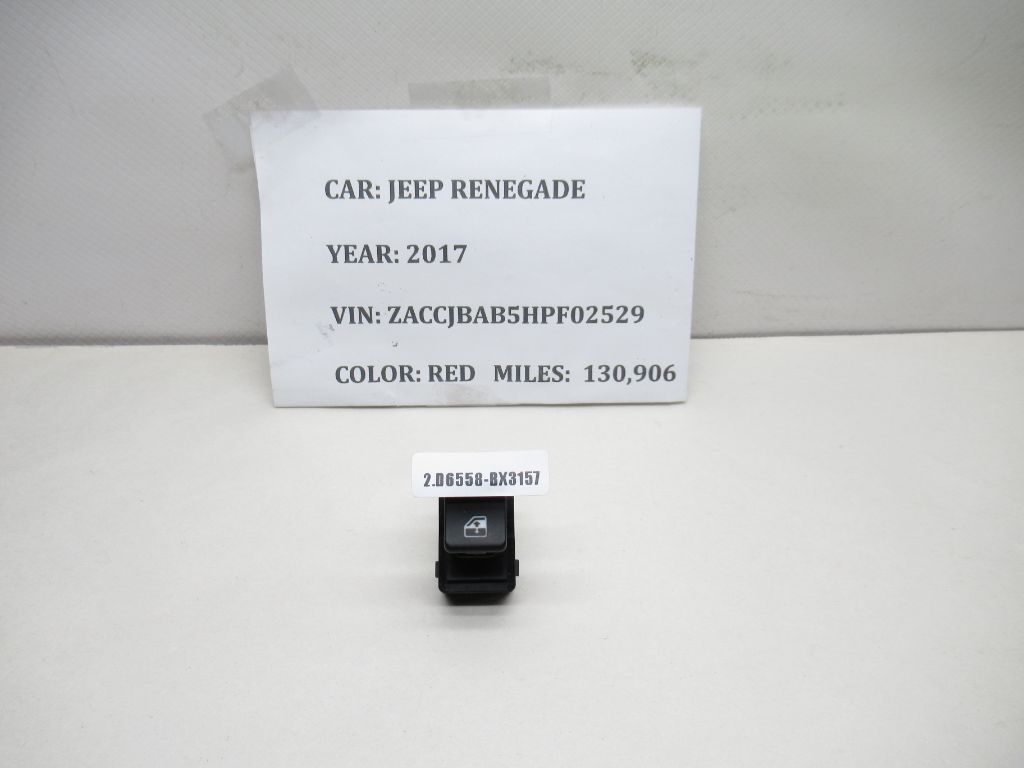 CAR: JEEP RENEGADE
YEAR: 2017
VIN: ZACCJBAB5HPF02529
COLOR: RED MILES: 130,906
2.D6558-BX3157